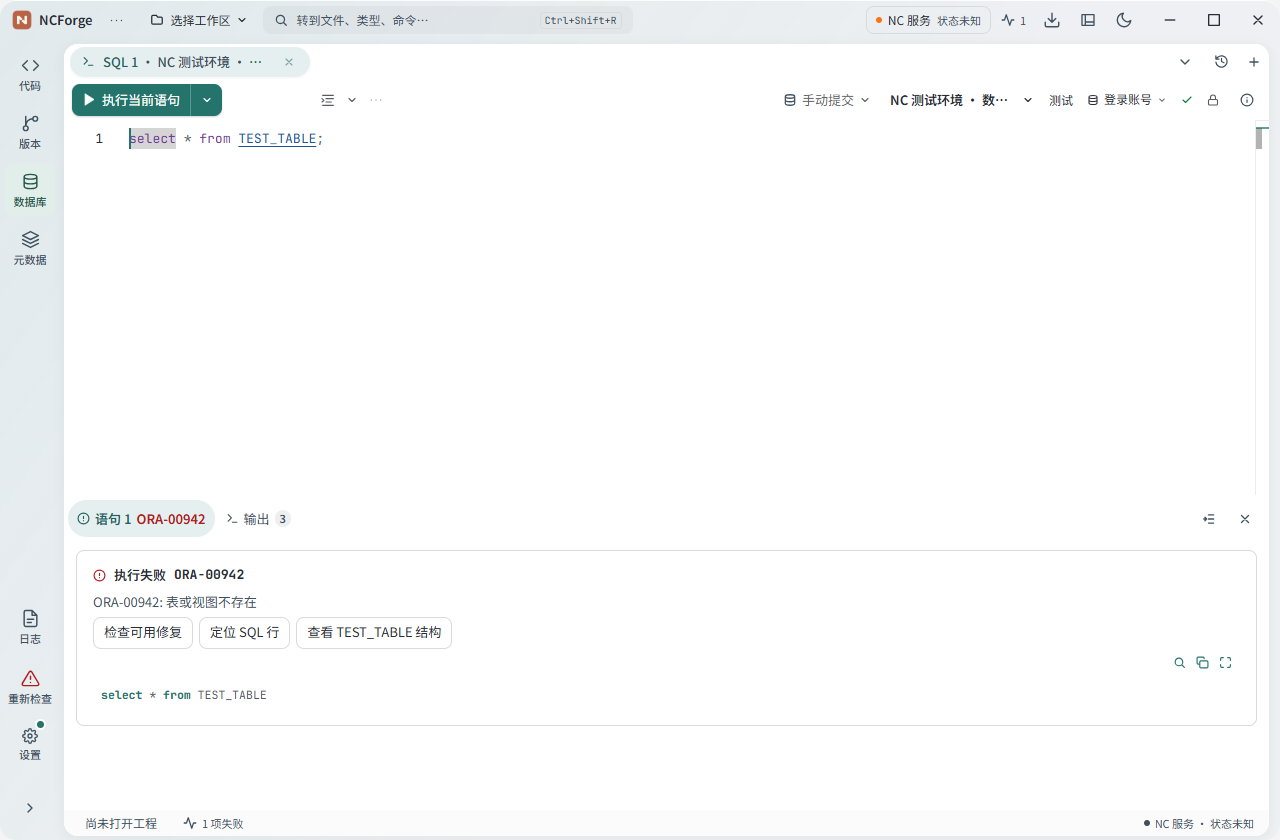 NCForge
选择工作区
转到文件、类型、命令…
Ctrl+Shift+R
NC 服务 状态未知
1
代码
版本
数据库
元数据
日志
重新检查
设置
SQL 1 • NC 测试环境 • …
执行当前语句
手动提交
NC 测试环境 • 数…
测试
登录账号
1 select * from TEST_TABLE;
语句 1 ORA-00942
输出 3
执行失败 ORA-00942
ORA-00942: 表或视图不存在
检查可用修复
定位 SQL 行
查看 TEST_TABLE 结构
select * from TEST_TABLE
尚未打开工程
1 项失败
NC 服务 • 状态未知